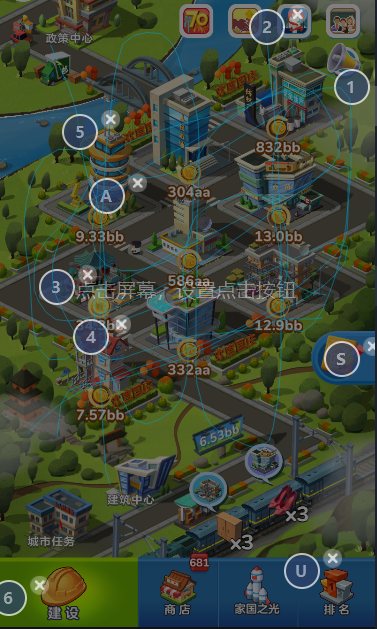 政策中心
70
2
1
5
832bb
A
304aa
9.33bb
13.0bb
586aa
3
点击屏幕，设置点击按钮
12.9bb
4
332aa
S
7.57bb
6.53bb
建筑中心
×3
城市任务
×3
681
U
6
建设
商店
家国之光
排名